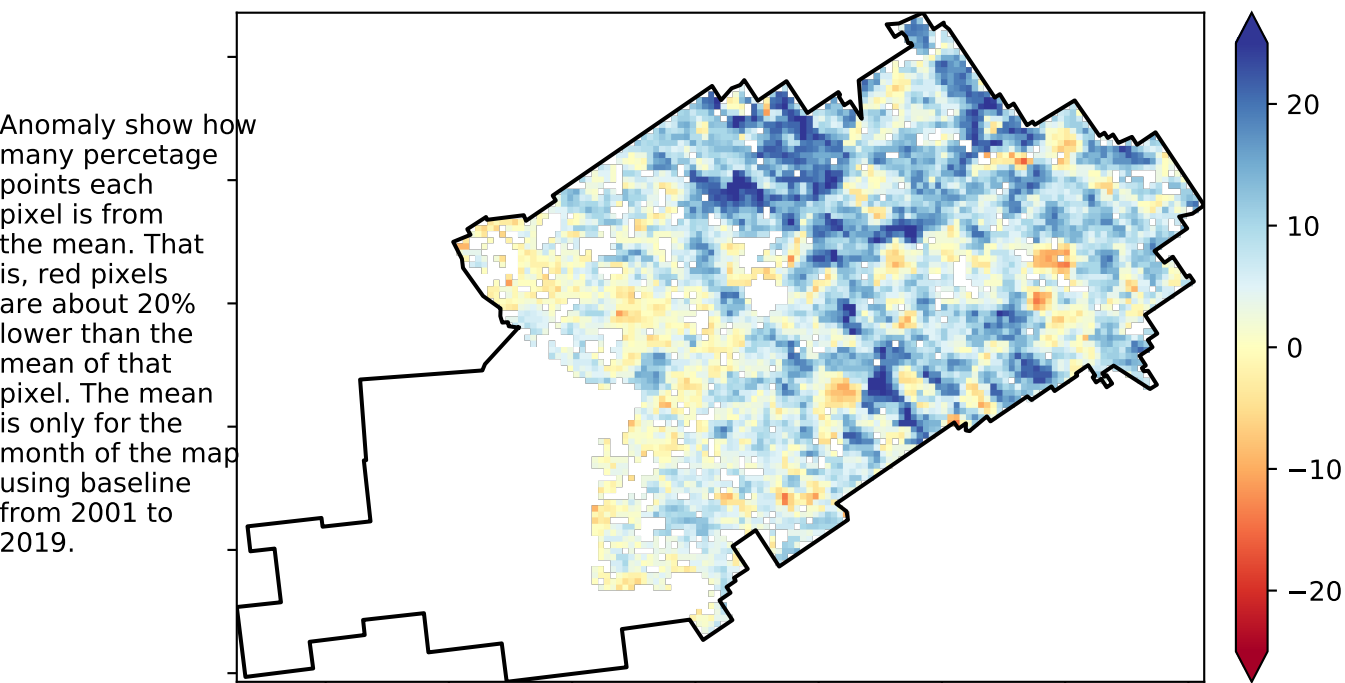 Anomaly show how
many percetage
points each
pixel is from
the mean. That
is, red pixels
are about 20%
lower than the
mean of that
pixel. The mean
is only for the
month of the map
using baseline
from 2001 to
2019.
20
10
0
−10
−20